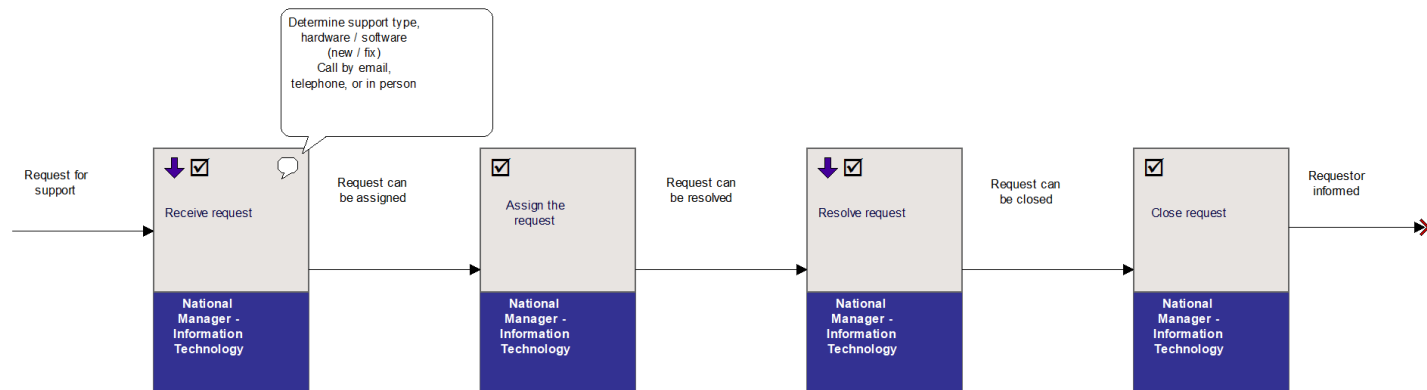 Determine support type,
hardware / software
(new / fix)
Call by email,
telephone, or in person
Request for
support
Receive request
National
Manager -
Information
Technology
Request can
be assigned
Assign the
request
National
Manager -
Information
Technology
Request can
be resolved
Resolve request
National
Manager -
Information
Technology
Request can
be closed
Close request
National
Manager -
Information
Technology
Requestor
informed